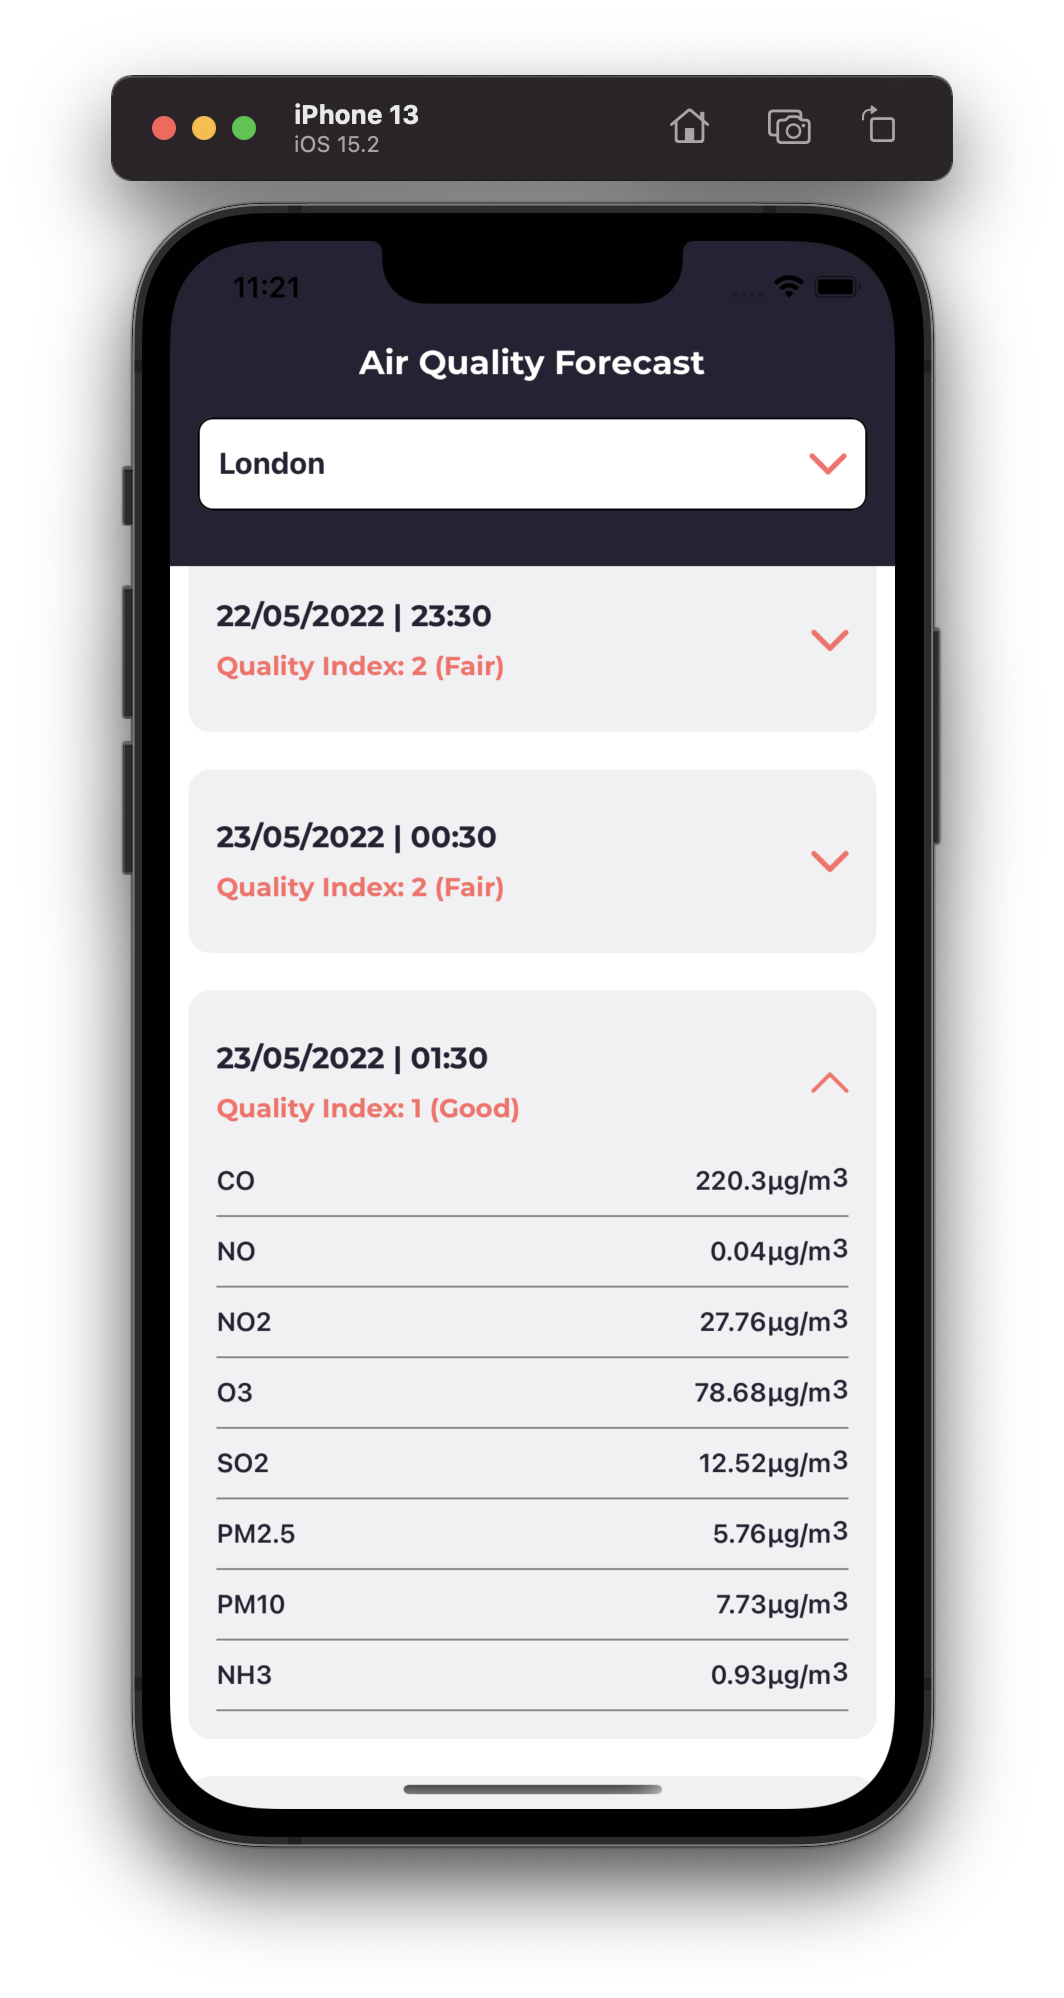 iPhone 13
iOS 15.2
11:21
Air Quality Forecast
London
22/05/2022 | 23:30
Quality Index: 2 (Fair)
23/05/2022 | 00:30
Quality Index: 2 (Fair)
23/05/2022 | 01:30
Quality Index: 1 (Good)
CO 220.3µg/m3
NO 0.04µg/m3
NO2 27.76µg/m3
O3 78.68µg/m3
SO2 12.52µg/m3
PM2.5 5.76µg/m3
PM10 7.73µg/m3
NH3 0.93µg/m3